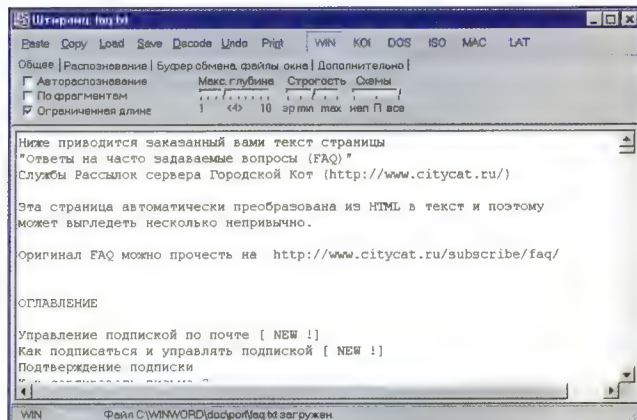 Штирлиц: faq.txt
Paste Copy Load Save Decode Undo Print WIN KOI DOS ISO MAC LAT
Общее Распознавание Буфер обмена, файлы, окна Дополнительно
Автораспознавание Макс. глубина Строгость Схемы
По фрагментам
Ограниченная длина 1 <4> 10 min max все
Ниже приводится заказанный вами текст страницы
"Ответы на часто задаваемые вопросы (FAQ)"
Службы Рассылок сервера Городской Кот (http://www.citycat.ru/)
Эта страница автоматически преобразована из HTML в текст и поэтому
может выглядеть несколько непривычно.
Оригинал FAQ можно прочесть на http://www.citycat.ru/subscribe/faq/
ОГЛАВЛЕНИЕ
Управление подпиской по почте [ NEW !]
Как подписаться и управлять подпиской [ NEW !]
Подтверждение подписки
WIN Файл C:\WINWORD\doc\port\faq.txt загружен.